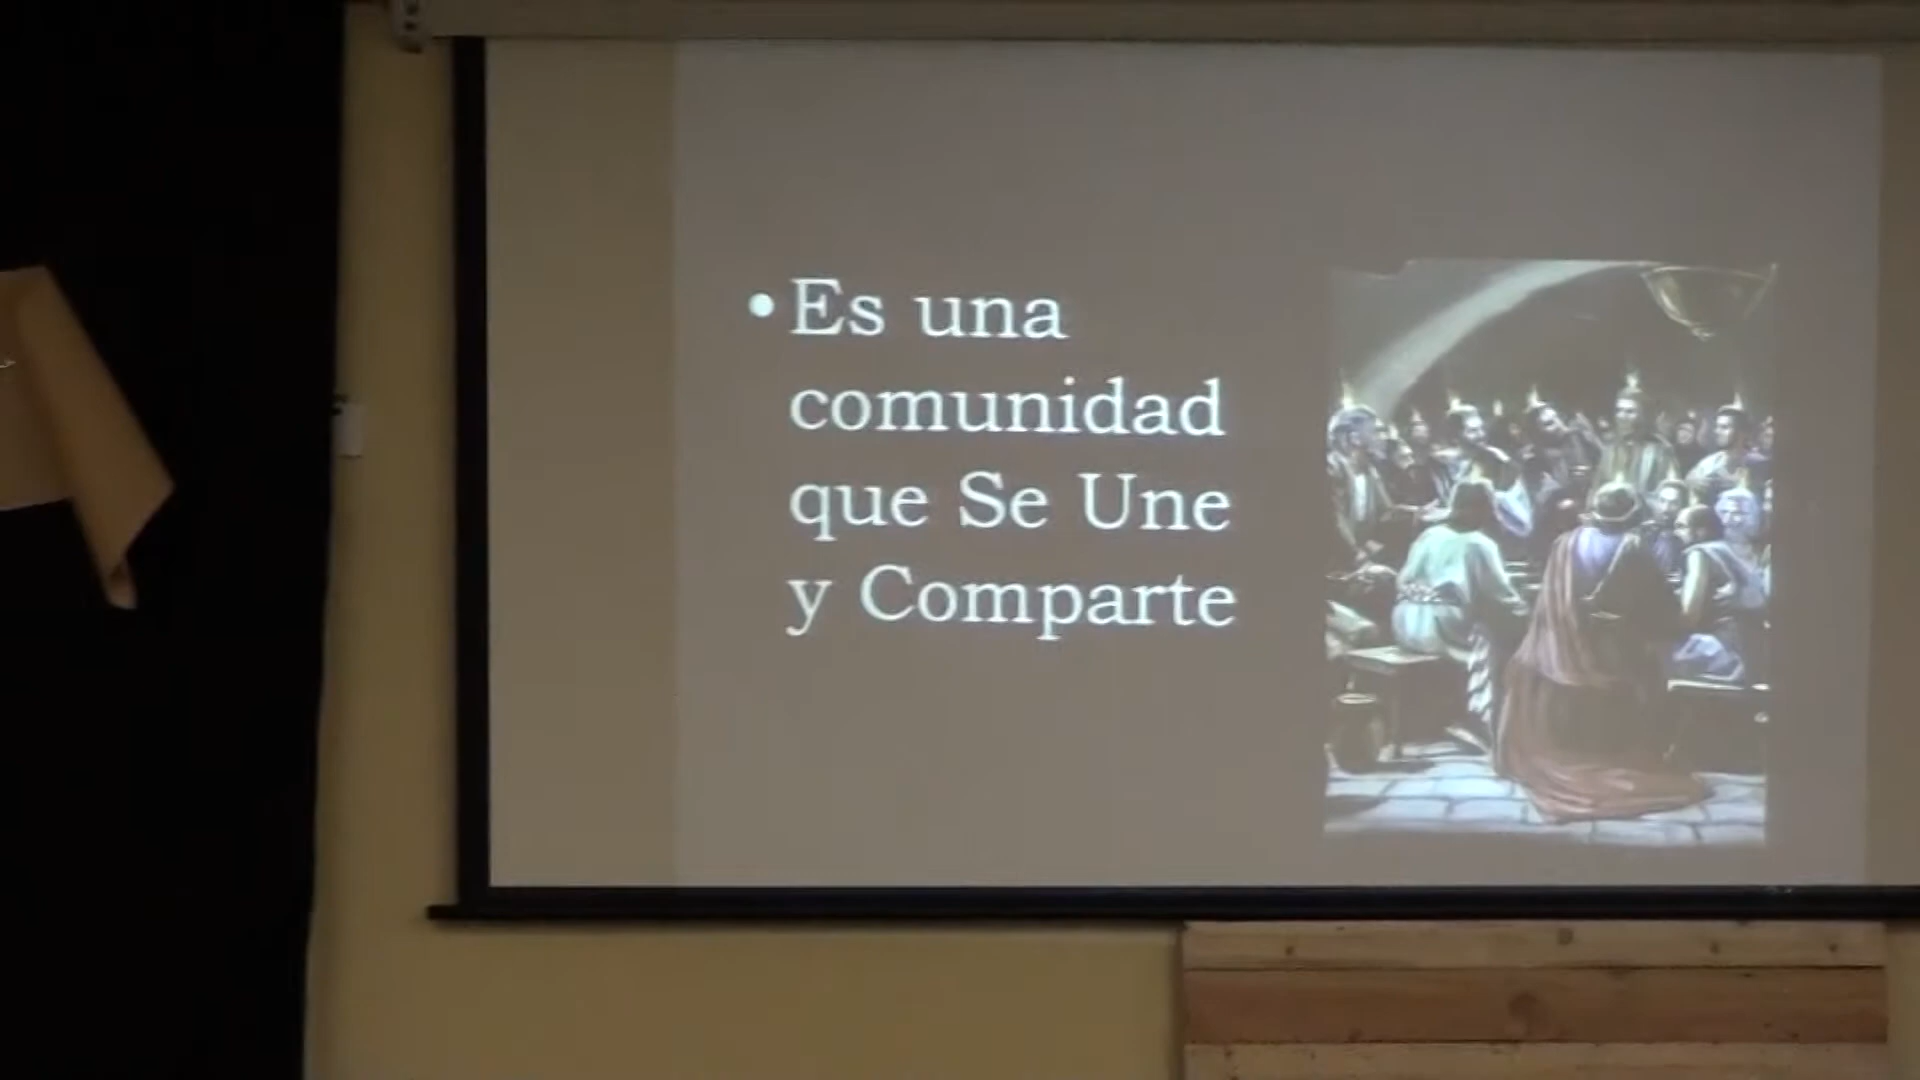 • Es una
comunidad
que Se Une
y Comparte